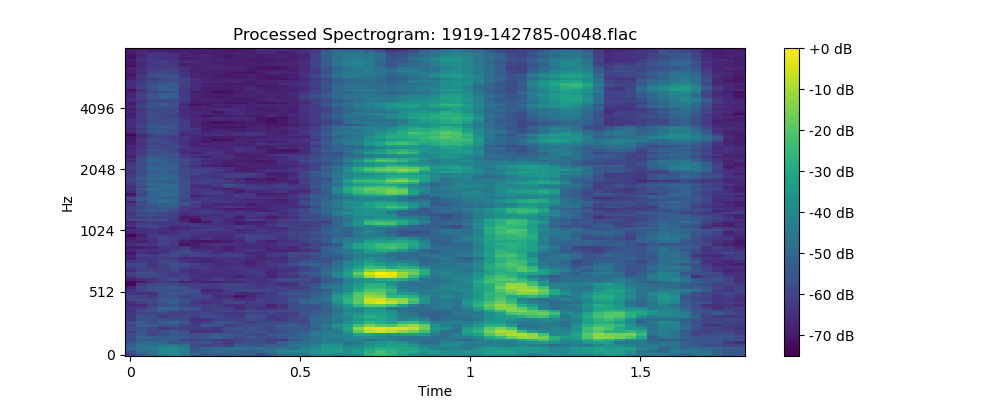 Processed Spectrogram: 1919-142785-0048.flac
Hz
4096
2048
1024
512
0
0
0.5
1
1.5
Time
+0 dB
-10 dB
-20 dB
-30 dB
-40 dB
-50 dB
-60 dB
-70 dB